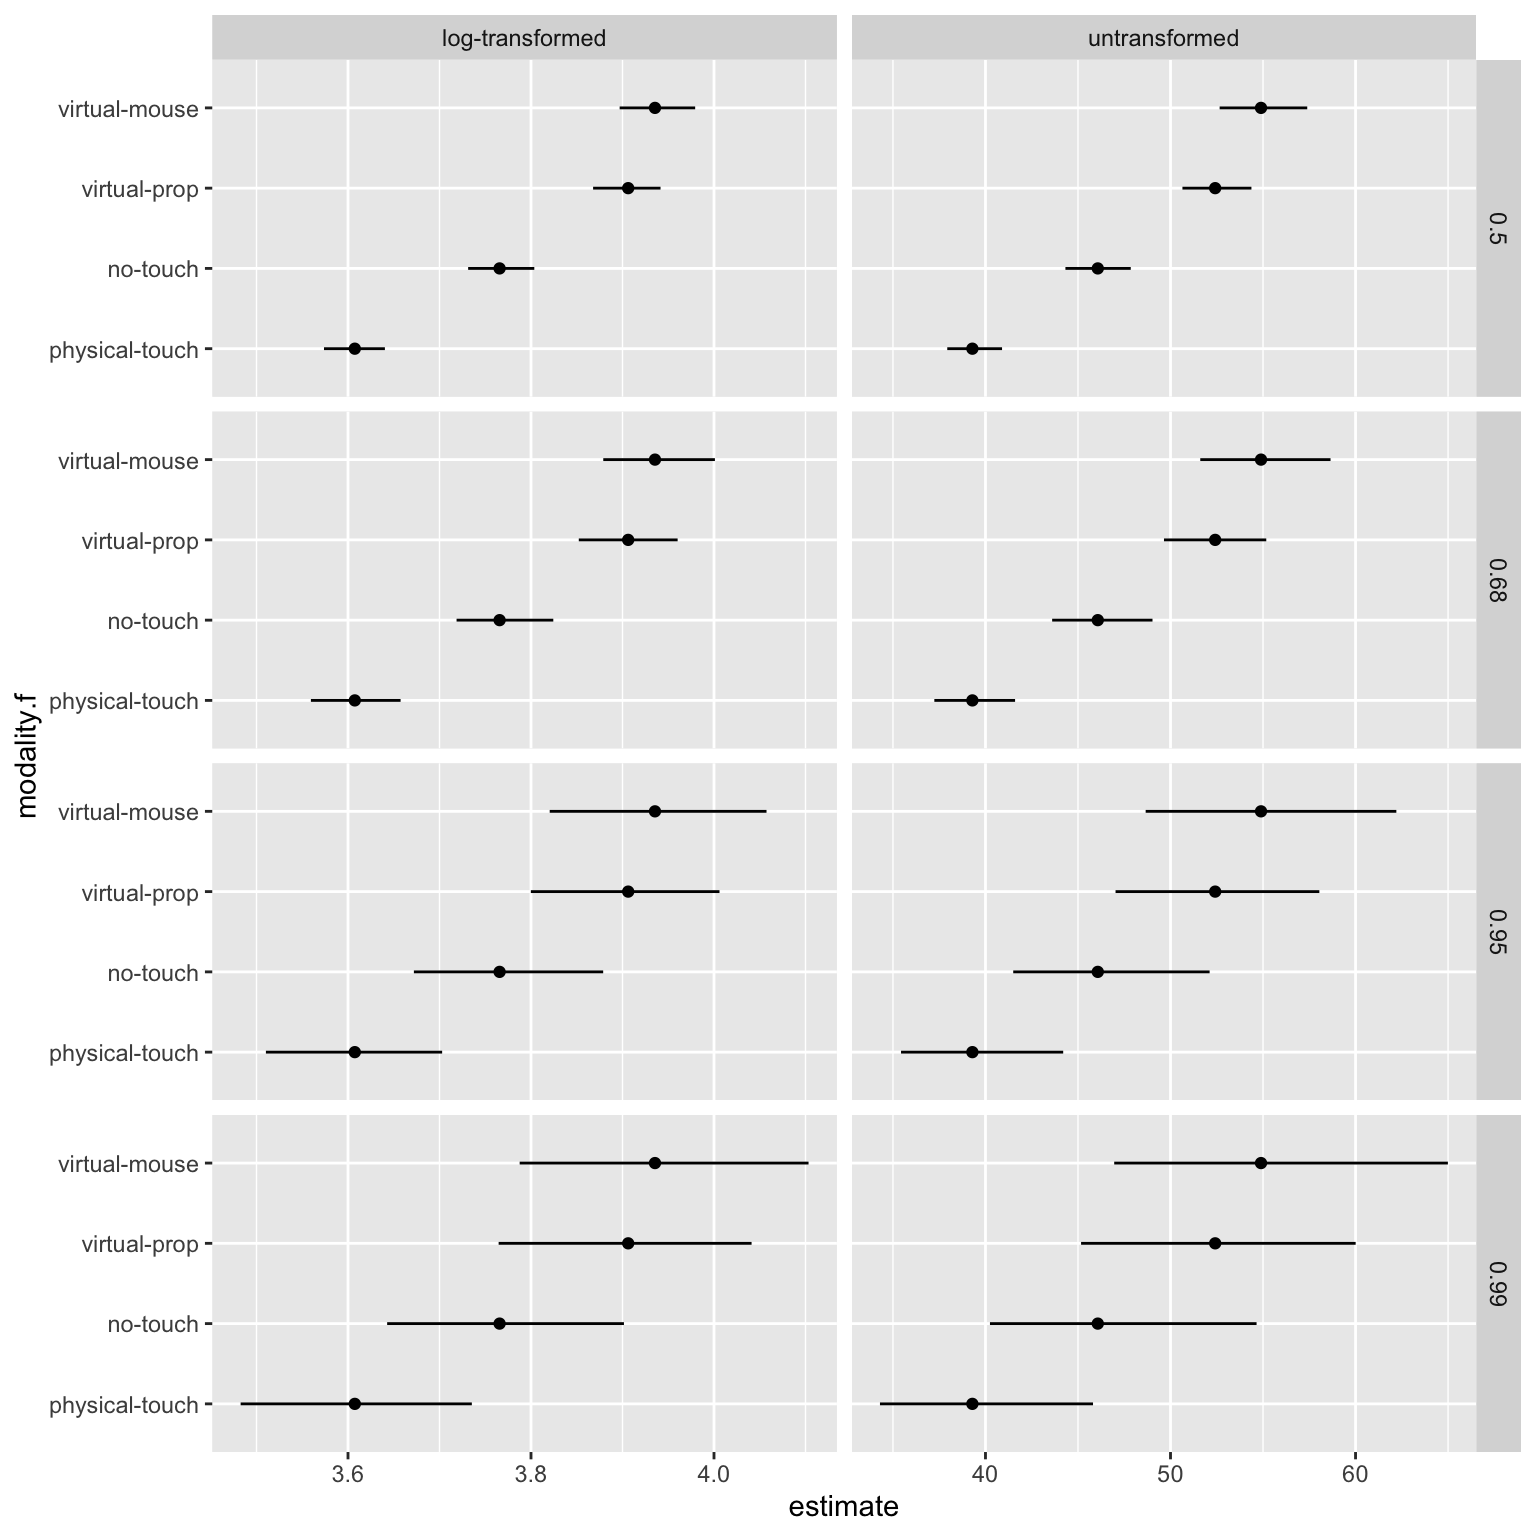 log-transformed
untransformed
virtual-mouse
virtual-prop
no-touch
physical-touch
0.5
virtual-mouse
virtual-prop
no-touch
physical-touch
0.68
virtual-mouse
virtual-prop
no-touch
physical-touch
0.95
virtual-mouse
virtual-prop
no-touch
physical-touch
0.99
modality.f
3.6
3.8
4.0
40
50
60
estimate